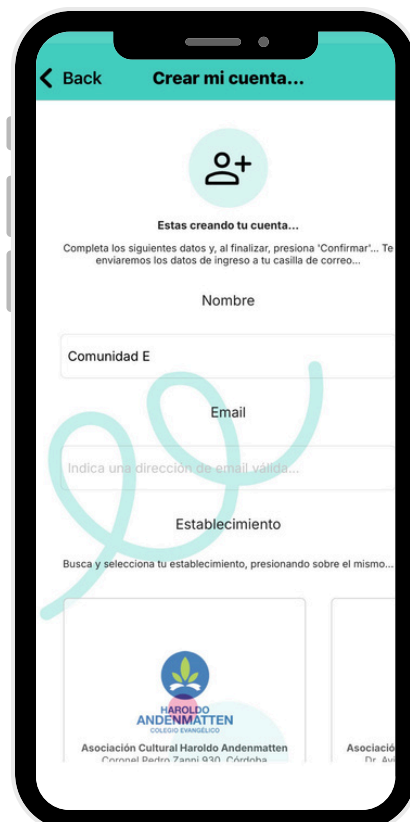 Back
Crear mi cuenta...
Estas creando tu cuenta...
Completa los siguientes datos y, al finalizar, presiona 'Confirmar'... Te
enviaremos los datos de ingreso a tu casilla de correo...
Nombre
Comunidad E
Email
Indica una dirección de email válida...
Establecimiento
Busca y selecciona tu establecimiento, presionando sobre el mismo...
HAROLDO
ANDENMATTEN
COLEGIO EVANGÉLICO
Asociación Cultural Haroldo Andenmatten
Coronel Pedro Zanni 930, Córdoba
Asociació
Dr. Avi